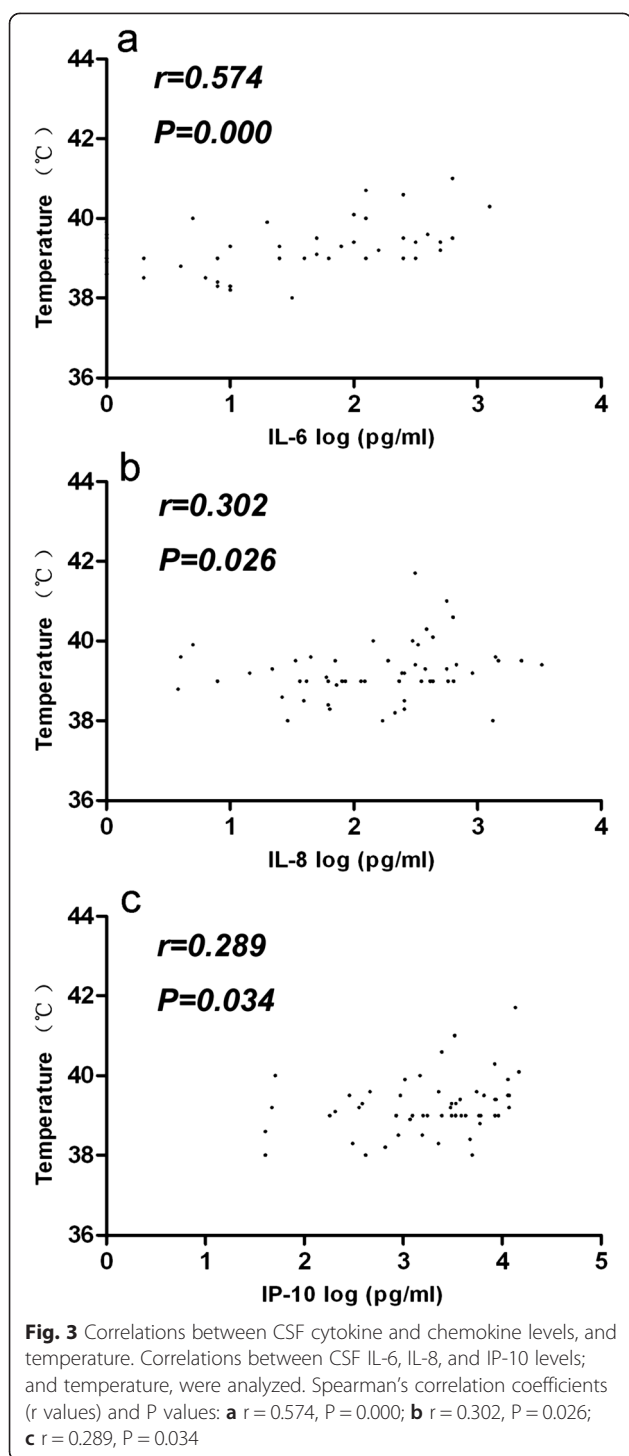 a
44
42
40
38
36
Temperature (℃)
r=0.574
P=0.000
0 1 2 3 4
IL-6 log (pg/ml)
b
44
42
40
38
36
Temperature (℃)
r=0.302
P=0.026
0 1 2 3 4
IL-8 log (pg/ml)
c
44
42
40
38
36
Temperature (℃)
r=0.289
P=0.034
0 1 2 3 4 5
IP-10 log (pg/ml)
Fig. 3 Correlations between CSF cytokine and chemokine levels, and
temperature. Correlations between CSF IL-6, IL-8, and IP-10 levels;
and temperature, were analyzed. Spearman's correlation coefficients
(r values) and P values: a r = 0.574, P = 0.000; b r = 0.302, P = 0.026;
c r = 0.289, P = 0.034